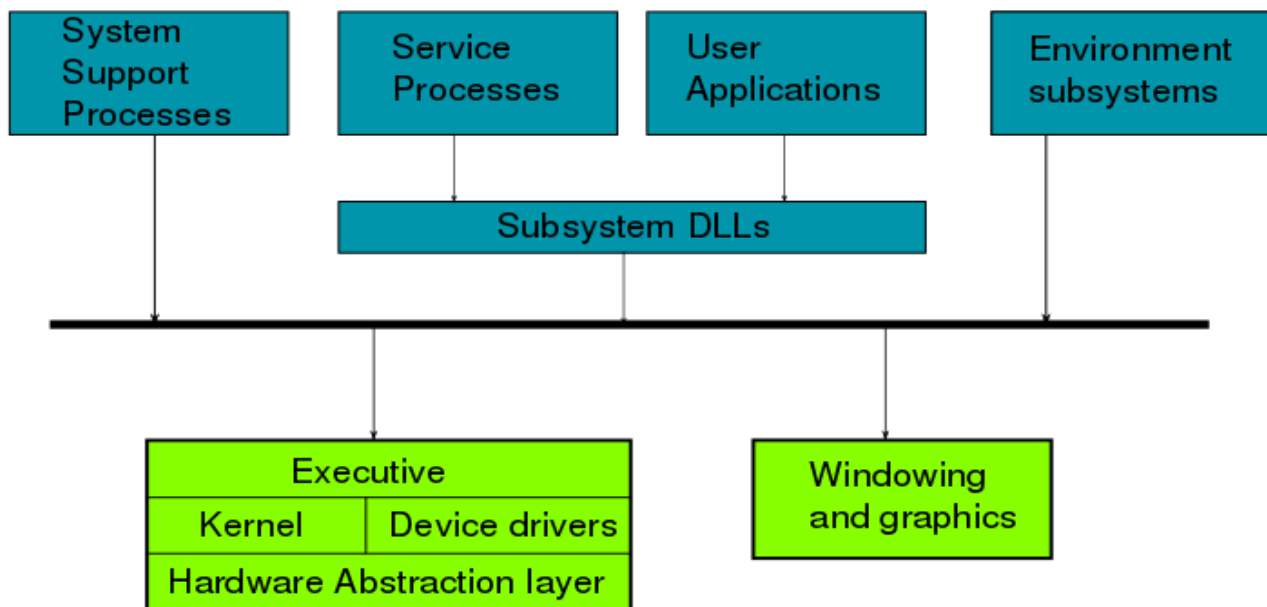 System
Support
Processes
Service
Processes
User
Applications
Environment
subsystems
Subsystem DLLs
Executive
Kernel
Device drivers
Hardware Abstraction layer
Windowing
and graphics